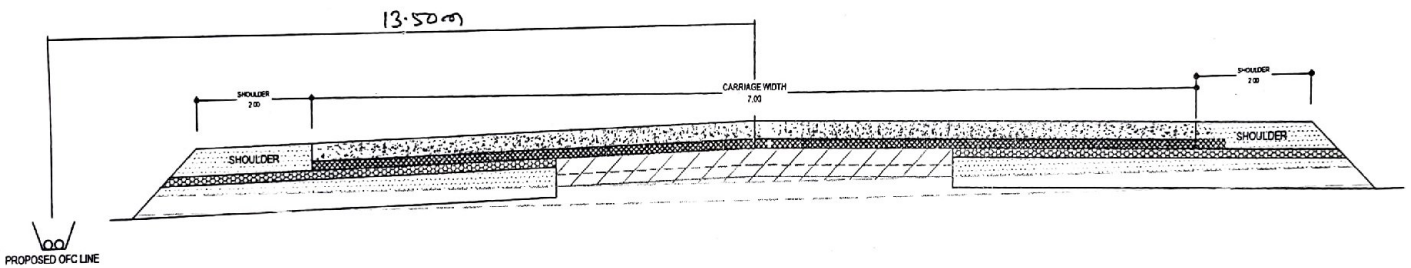 13.50m
SHOULDER
2.00
CARRIAGE WIDTH
7.00
SHOULDER
2.00
SHOULDER
SHOULDER
PROPOSED OFC LINE